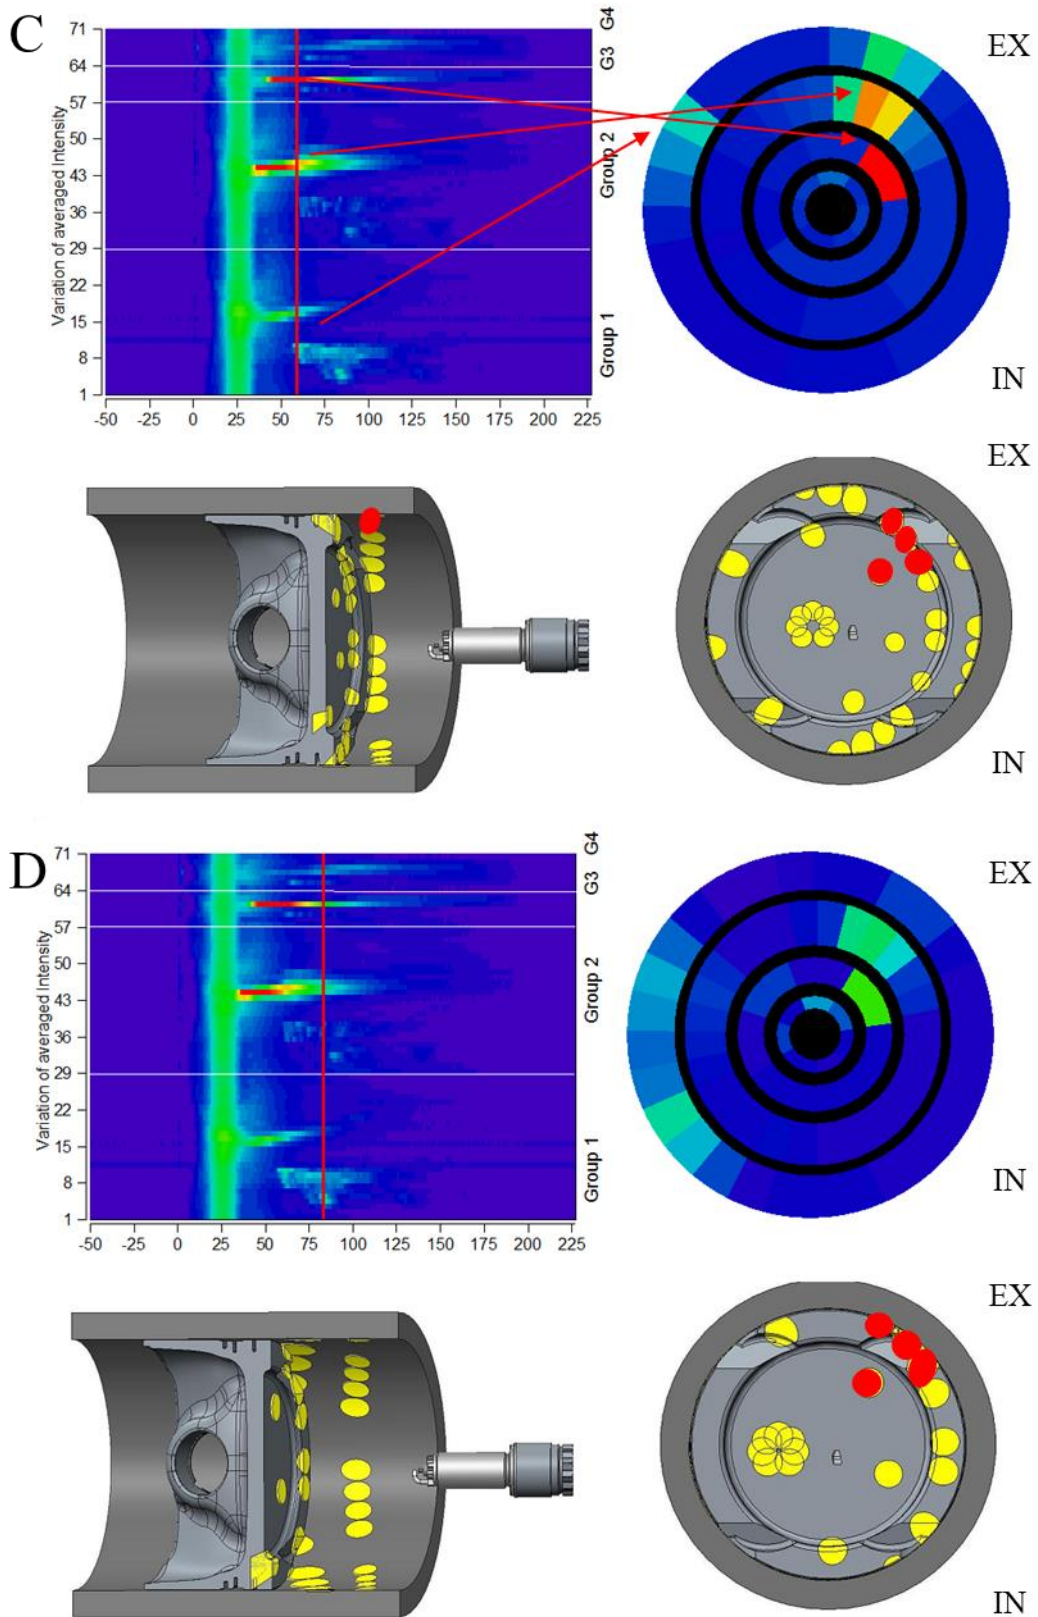 C
Variation of averaged Intensity
71
64
57
50
43
36
29
22
15
8
1
-50 -25 0 25 50 75 100 125 150 175 200 225
G4
G3
Group 2
Group 1
EX
IN
EX
IN
D
Variation of averaged Intensity
71
64
57
50
43
36
29
22
15
8
1
-50 -25 0 25 50 75 100 125 150 175 200 225
G4
G3
Group 2
Group 1
EX
IN
EX
IN